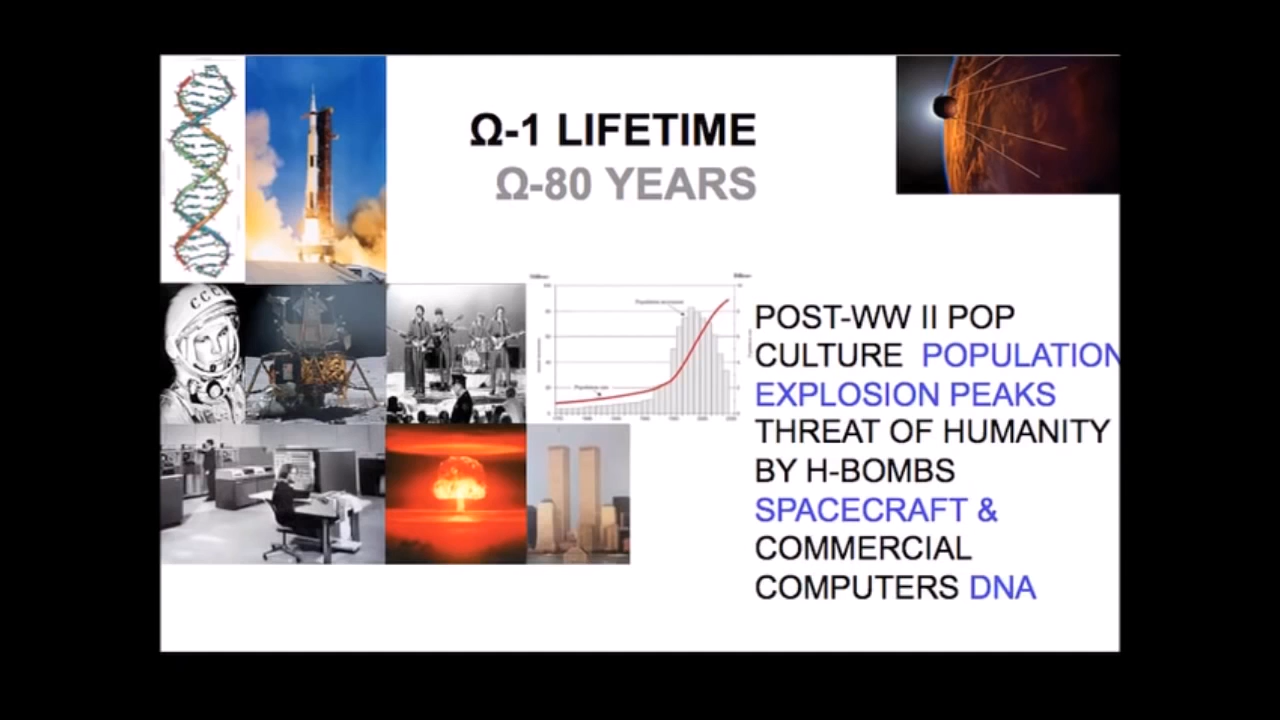 Ω-1 LIFETIME
Ω-80 YEARS
CCCP
POST-WW II POP
CULTURE POPULATION
EXPLOSION PEAKS
THREAT OF HUMANITY
BY H-BOMBS
SPACECRAFT &
COMMERCIAL
COMPUTERS DNA